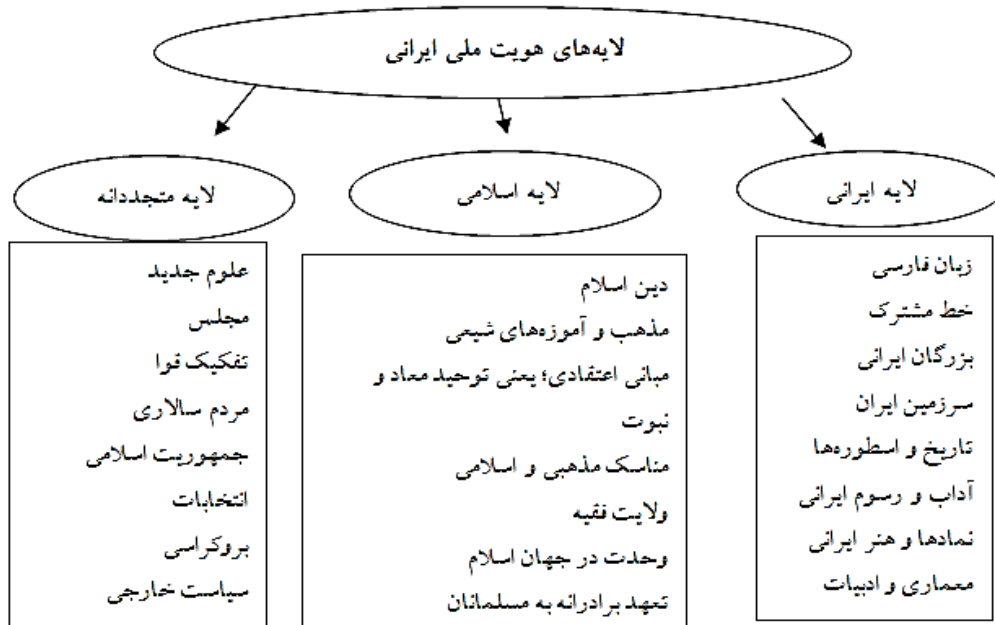 لایه‌های هویت ملی ایرانی
لایه ایرانی
زبان فارسی
خط مشترک
بزرگان ایرانی
سرزمین ایران
تاریخ و اسطوره‌ها
آداب و رسوم ایرانی
نمادها و هنر ایرانی
معماری و ادبیات
لایه اسلامی
دین اسلام
مذهب و آموزه‌های شیعی
مبانی اعتقادی؛ یعنی توحید معاد و
نبوت
مناسک مذهبی و اسلامی
ولایت فقیه
وحدت در جهان اسلام
تعهد برادرانه به مسلمانان
لایه متجددانه
علوم جدید
مجلس
تفکیک قوا
مردم سالاری
جمهوریت اسلامی
انتخابات
بروکراسی
سیاست خارجی